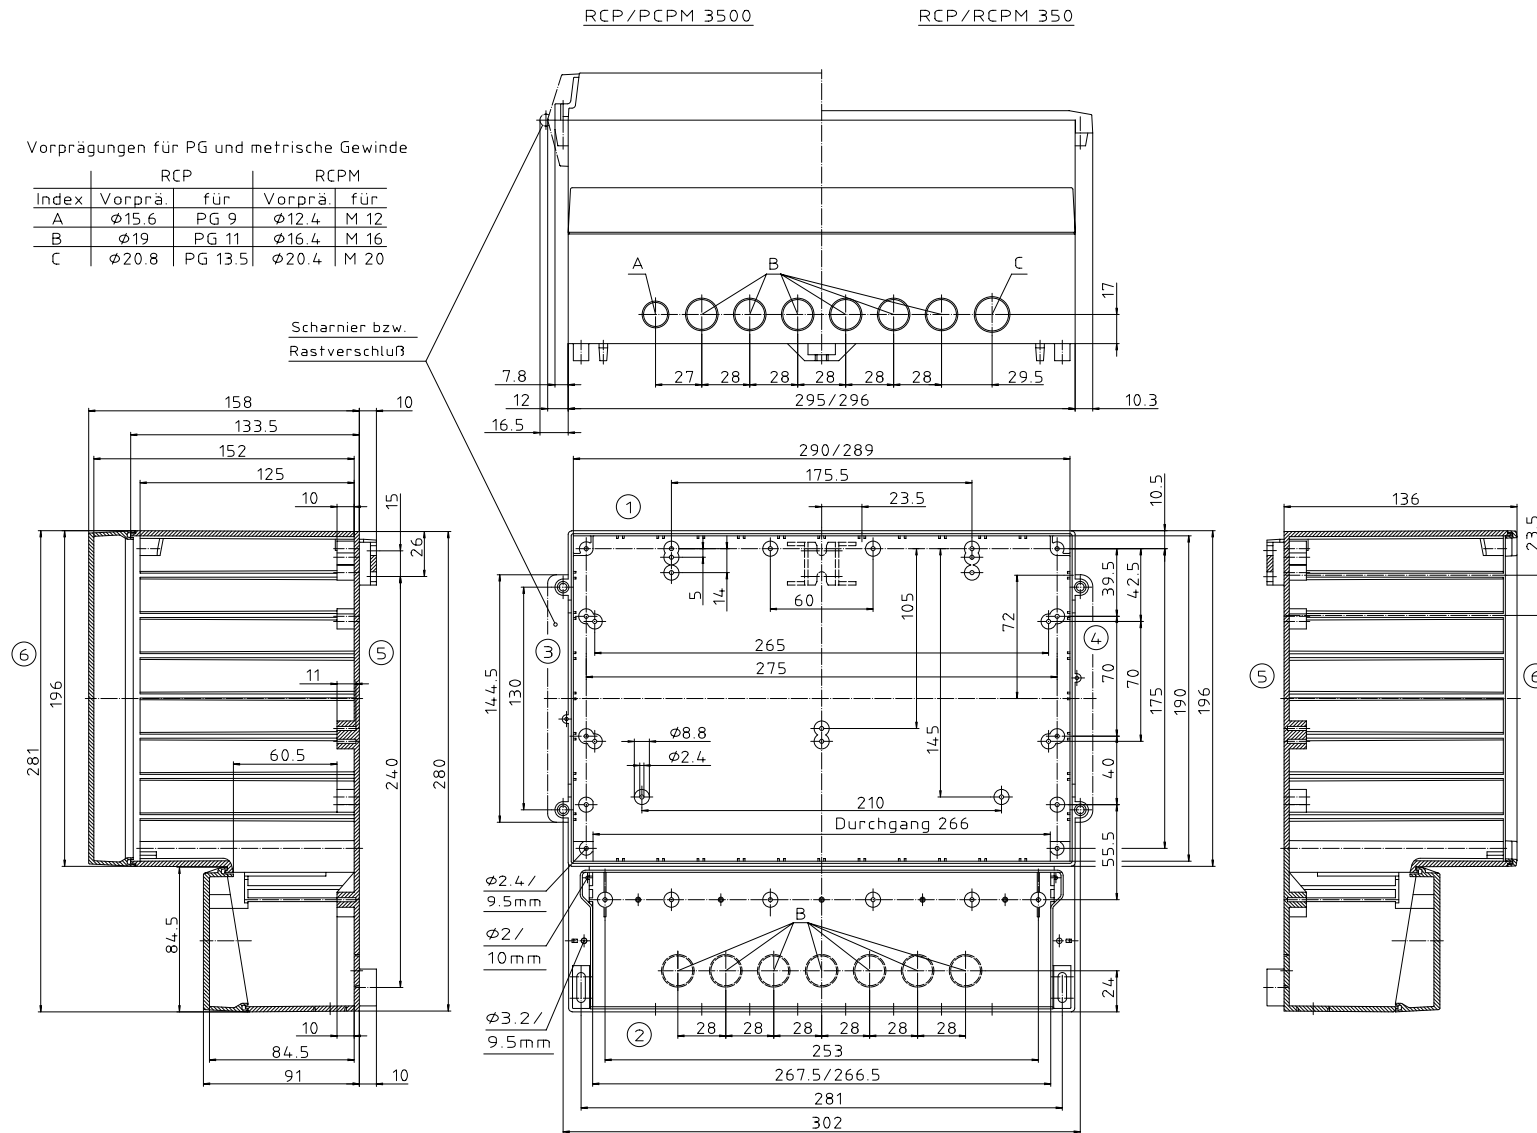 RCP/PCPM 3500
RCP/RCPM 350
Vorprägungen für PG und metrische Gewinde
RCP RCPM
Index Vorprä. für Vorprä. für
A ø15.6 PG 9 ø12.4 M 12
B ø19 PG 11 ø16.4 M 16
C ø20.8 PG 13.5 ø20.4 M 20
Scharnier bzw.
Rastverschluß
A B C
17
7.8 27 28 28 28 28 28 29.5
12 295/296 10.3
16.5
158 10
133.5
152
125
10 15
26
6 5
196
281
11
60.5
240
280
84.5
10
84.5
91 10
290/289
175.5
23.5
10.5
1
5 14
60
105
39.5
42.5
72
3 4
265
275
144.5
130
70 70
175
190
196
ø8.8
ø2.4
145
40
210
Durchgang 266
55.5
ø2.4/
9.5mm
ø2/
10mm
ø3.2/
9.5mm
B
24
2
28 28 28 28 28 28
253
267.5/266.5
281
302
136
23.5
5 6